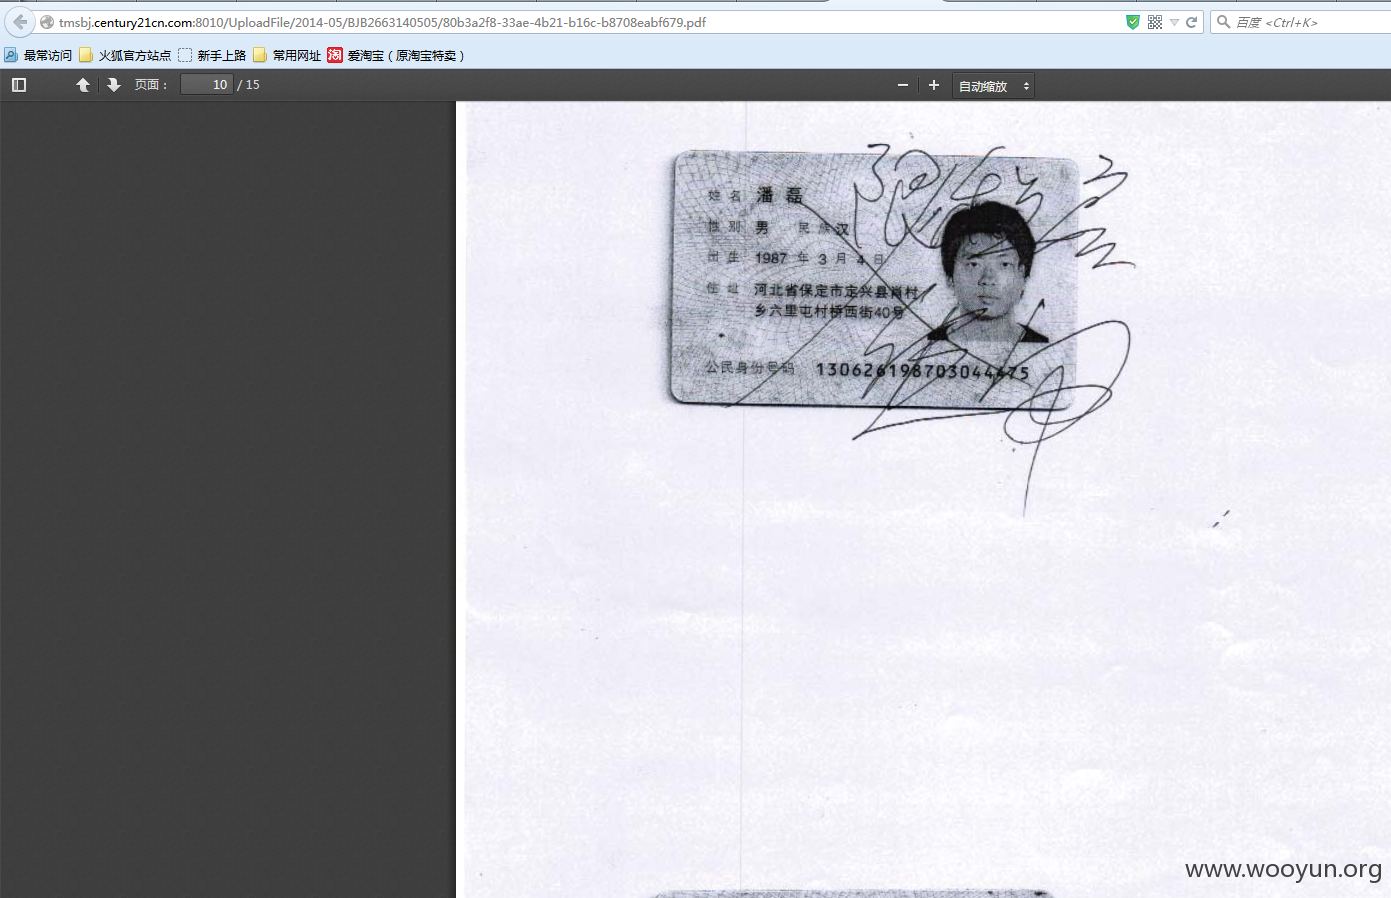 tmsbj.century21cn.com:8010/UploadFile/2014-05/BJB2663140505/80b3a2f8-33ae-4b21-b16c-b8708eabf679.pdf
百度 <Ctrl+K>
最常访问 火狐官方站点 新手上路 常用网址 爱淘宝（原淘宝特卖）
页面： 10 / 15 自动缩放
姓名 潘磊
性别 男 民族 汉
出生 1987 年 3 月 4 日
住址 河北省保定市定兴县肖村
乡六里屯村桥西街40号
公民身份号码 130626198703044475
www.wooyun.org